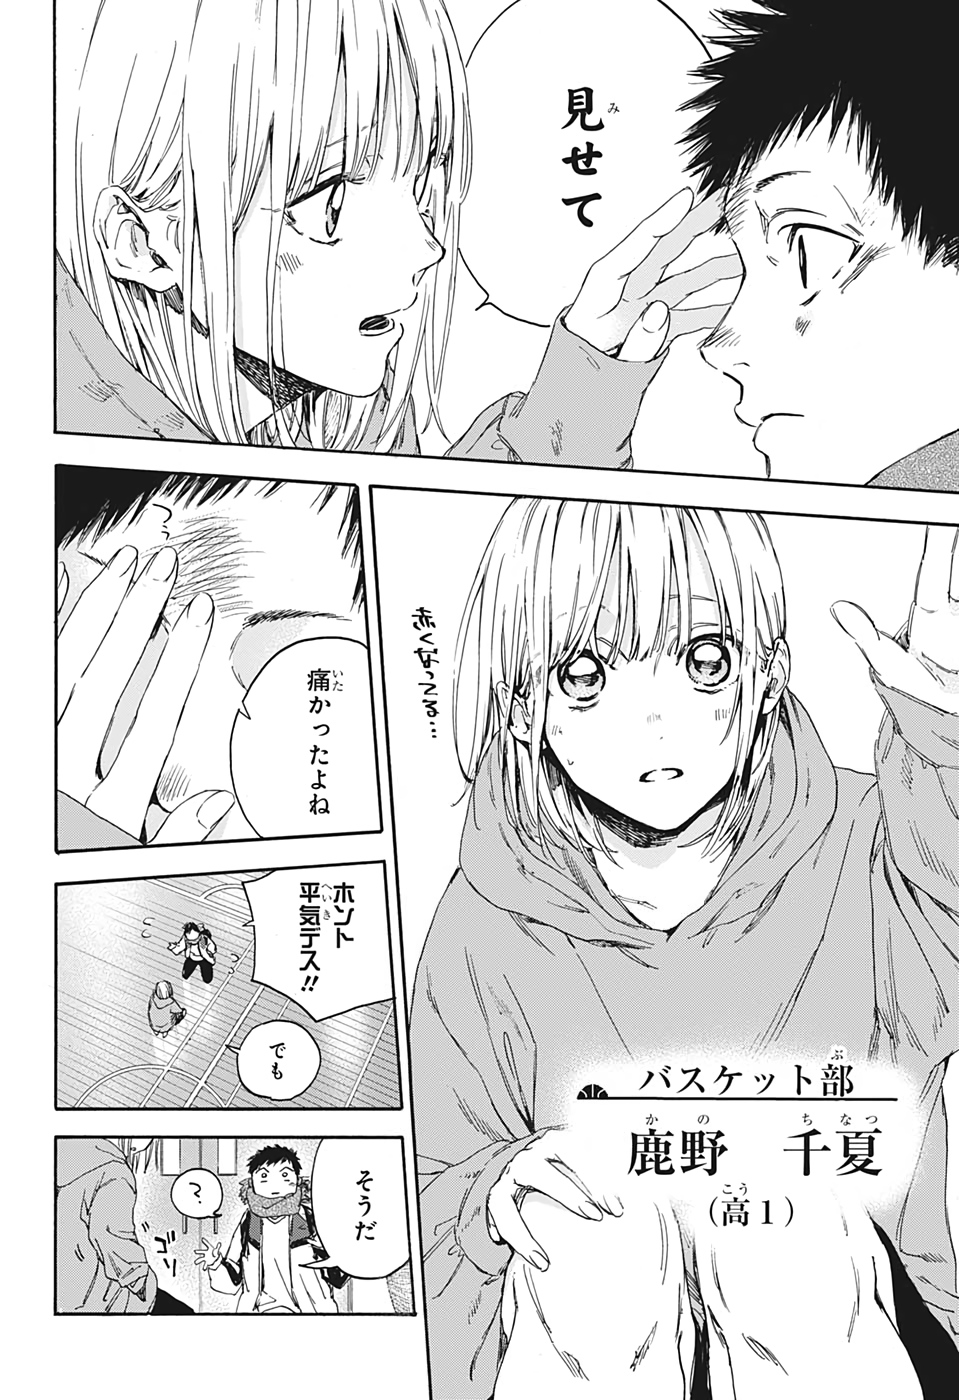 見せて
赤くなってる…
バスケット部
鹿野 千夏
(高1)
痛かったよね
ホント
平気デス!!
でも
そうだ
?
ゴソ